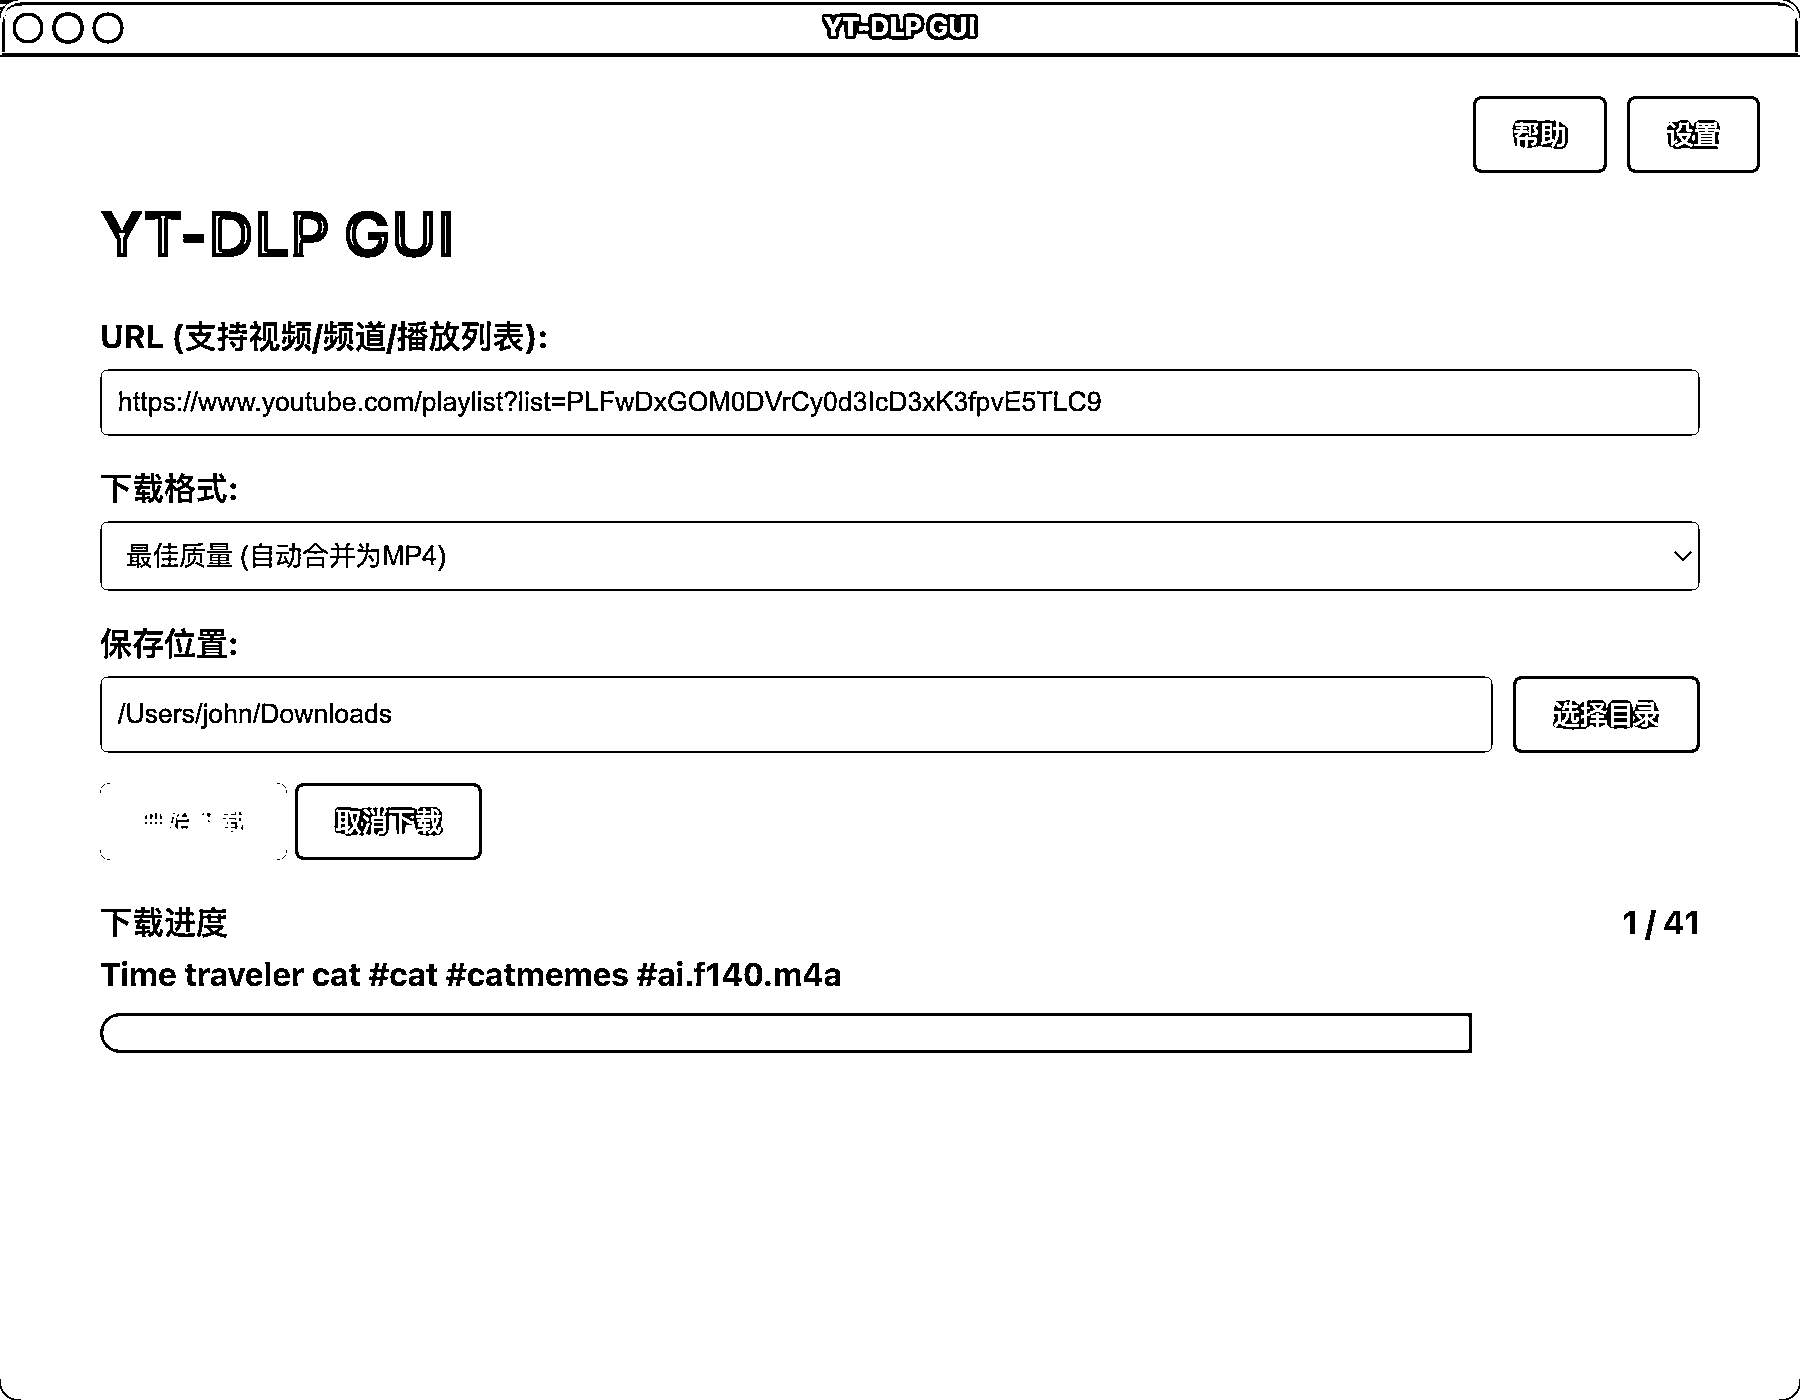 YT-DLP GUI
帮助 设置
YT-DLP GUI
URL (支持视频/频道/播放列表):
https://www.youtube.com/playlist?list=PLFwDxGOM0DVrCy0d3IcD3xK3fpvE5TLC9
下载格式:
最佳质量 (自动合并为MP4)
保存位置:
/Users/john/Downloads 选择目录
开始下载 取消下载
下载进度 1 / 41
Time traveler cat #cat #catmemes #ai.f140.m4a